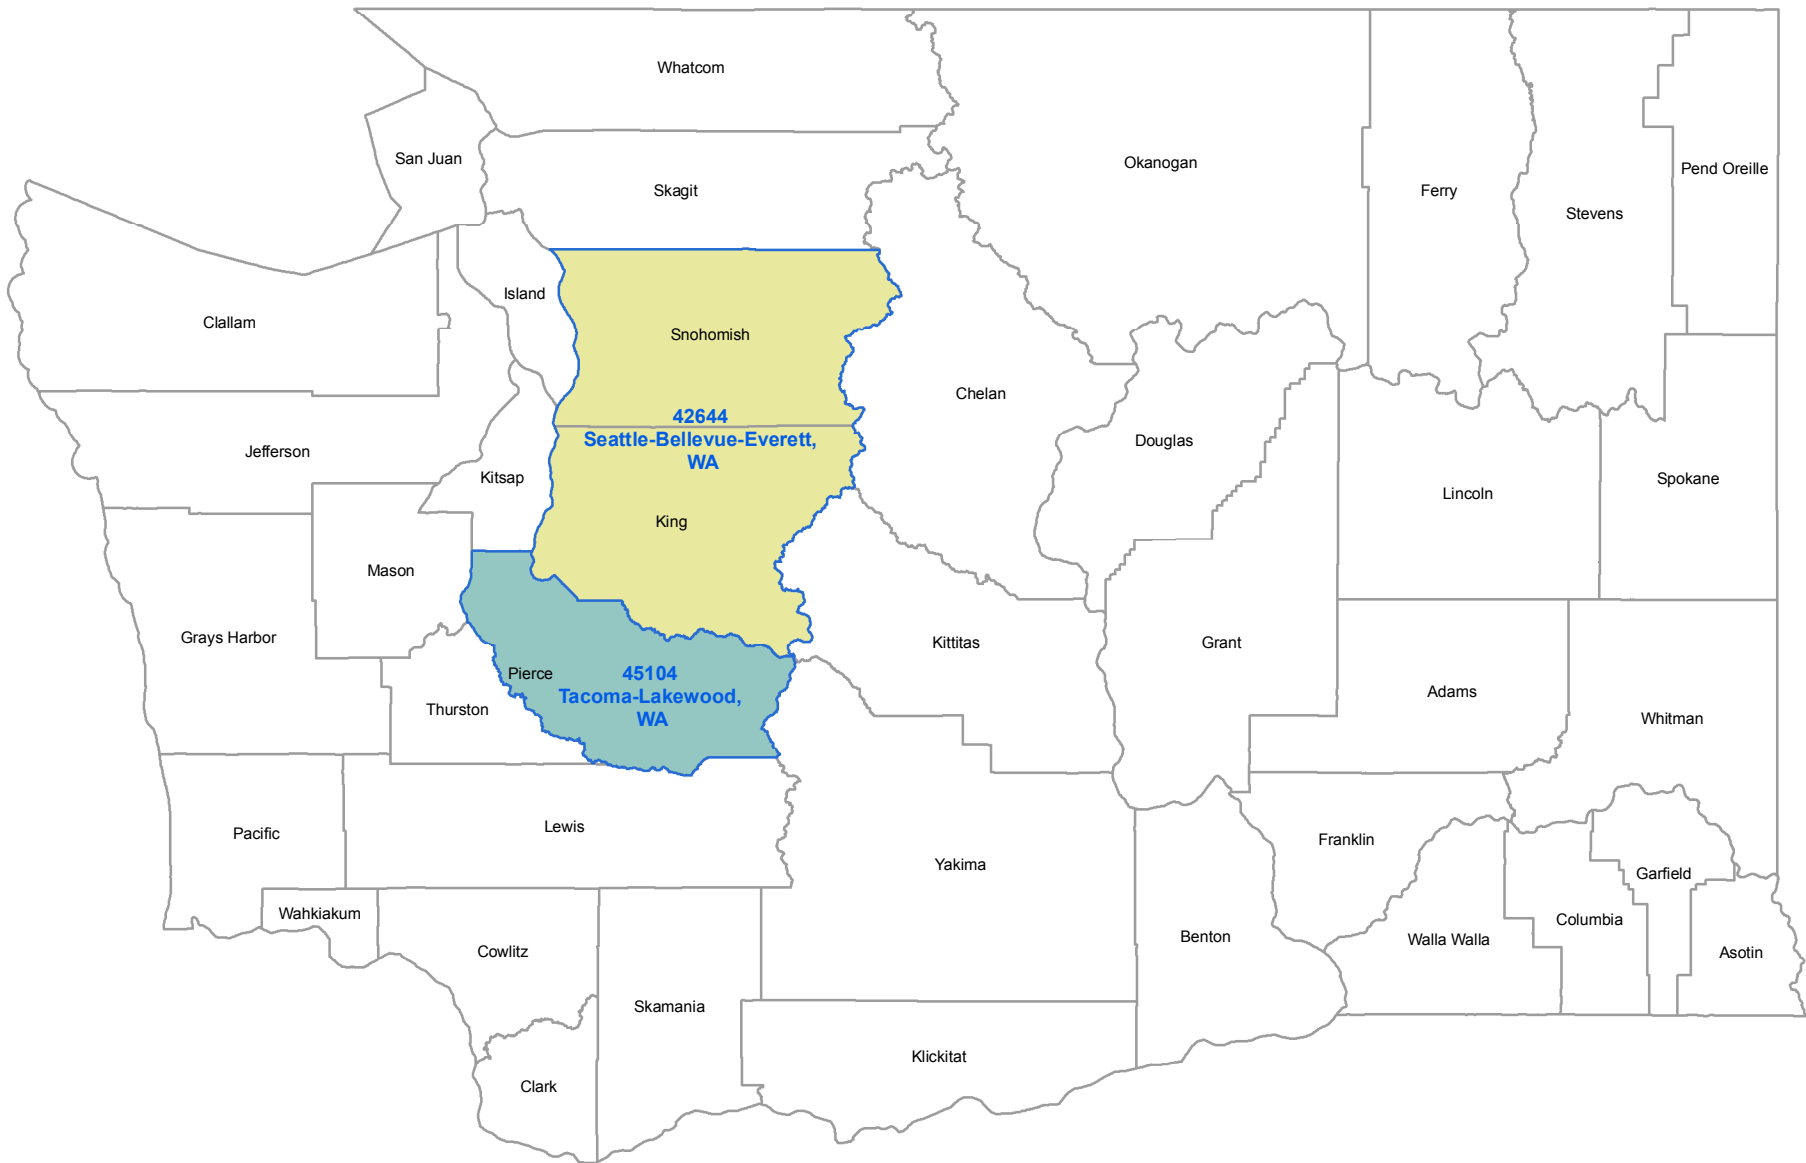 Whatcom
San Juan
Okanogan
Pend Oreille
Skagit
Ferry
Stevens
Island
Clallam
Snohomish
Chelan
42644
Seattle-Bellevue-Everett,
WA
Douglas
Jefferson
Kitsap
Spokane
Lincoln
King
Mason
Grays Harbor
Kittitas
Grant
Pierce
45104
Tacoma-Lakewood,
WA
Adams
Thurston
Whitman
Lewis
Pacific
Franklin
Yakima
Garfield
Wahkiakum
Columbia
Benton
Walla Walla
Cowlitz
Asotin
Skamania
Klickitat
Clark